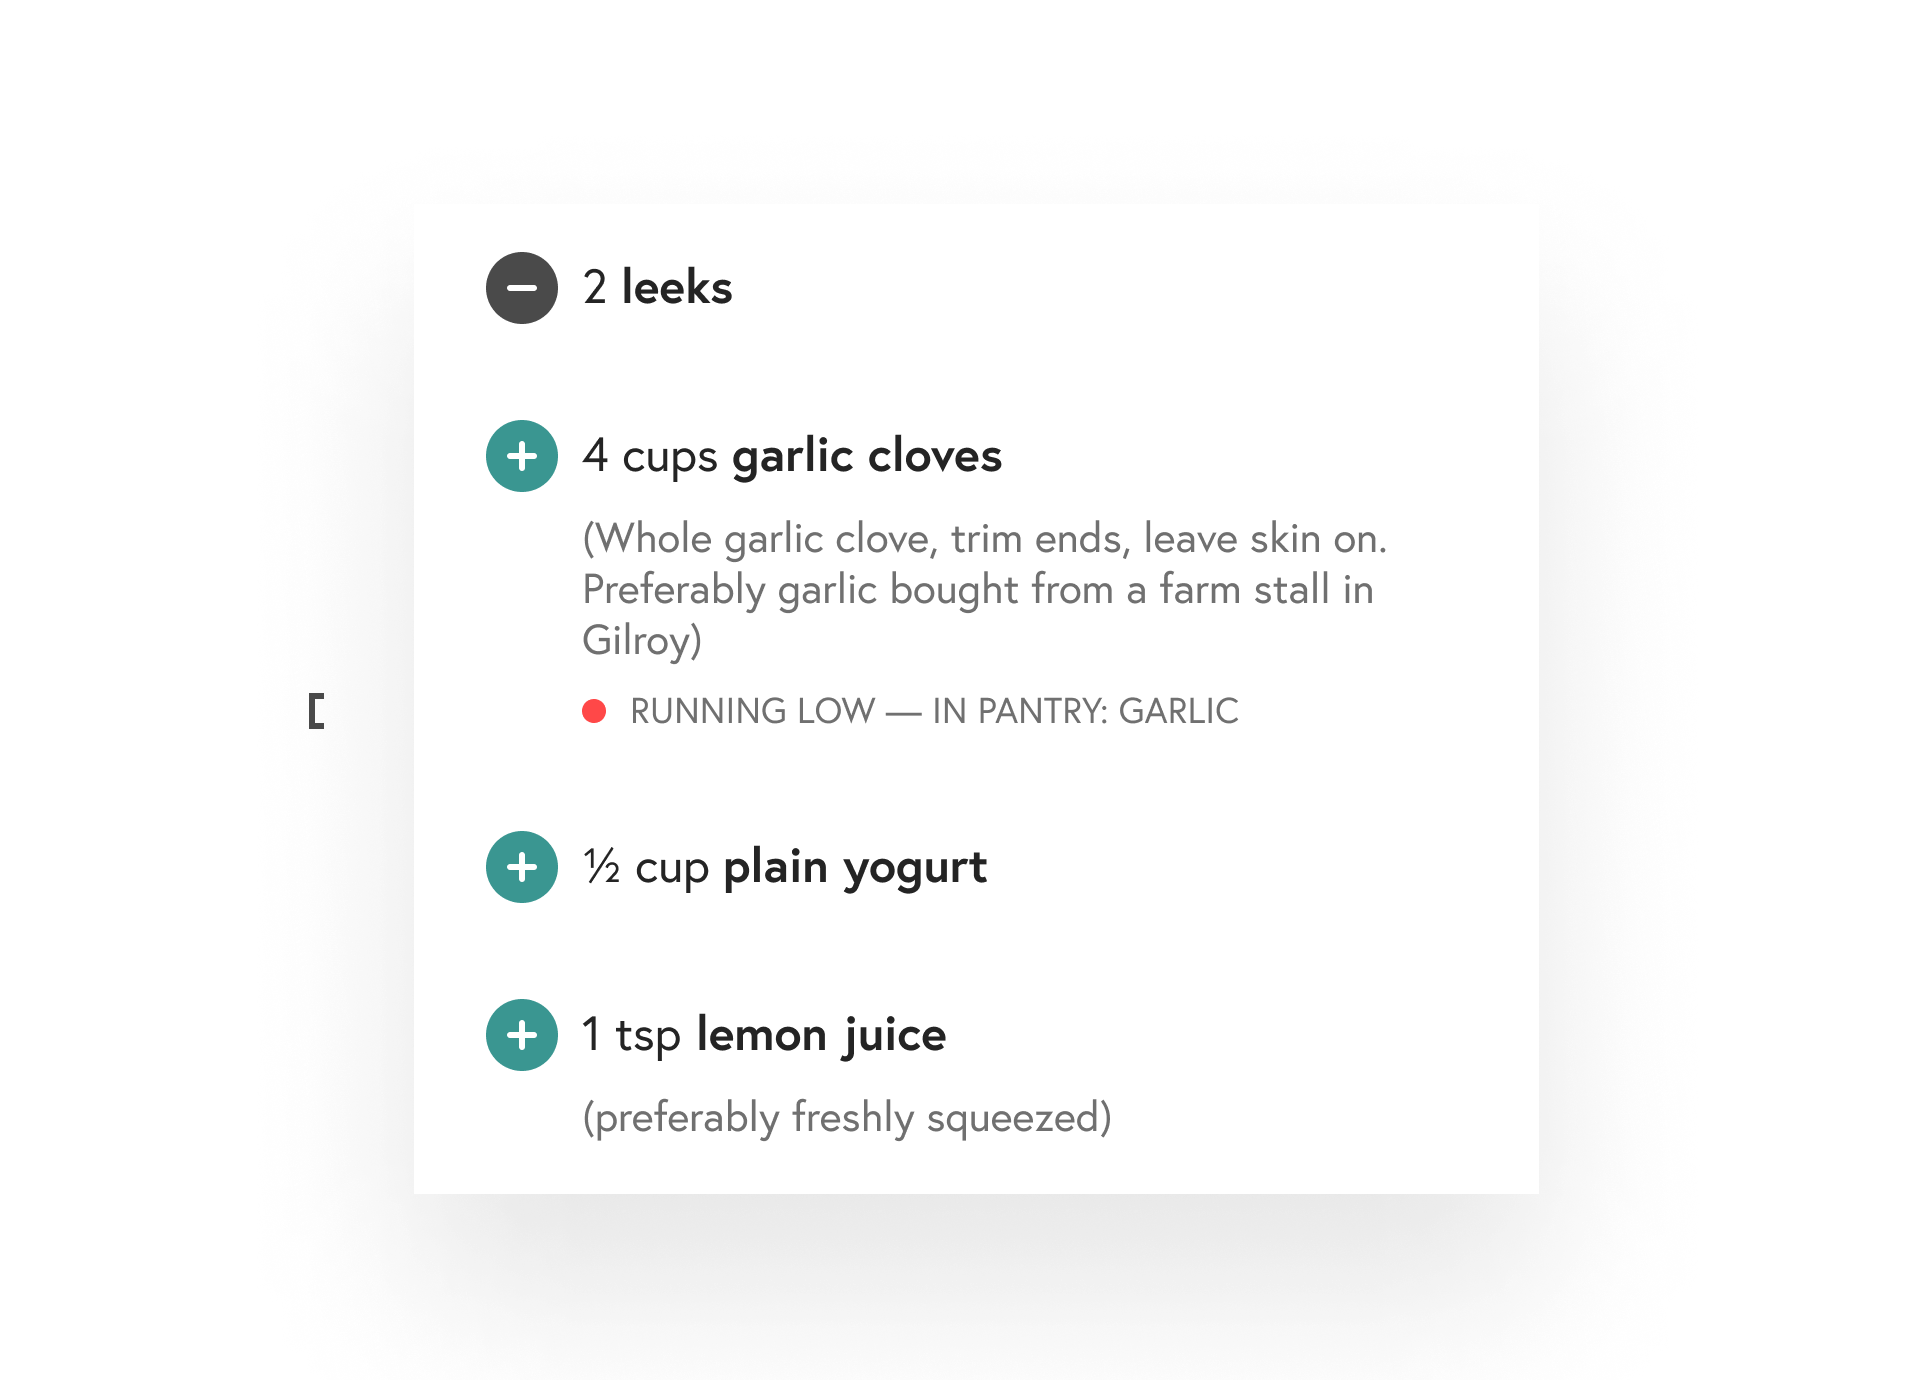 2 leeks
4 cups garlic cloves
(Whole garlic clove, trim ends, leave skin on.
Preferably garlic bought from a farm stall in
Gilroy)
RUNNING LOW — IN PANTRY: GARLIC
½ cup plain yogurt
1 tsp lemon juice
(preferably freshly squeezed)